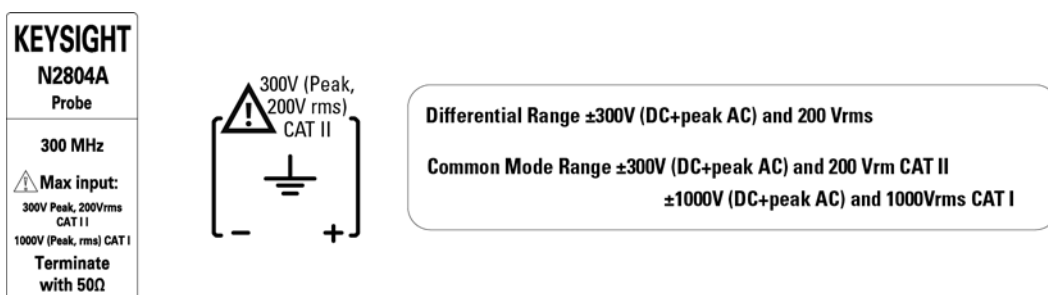 KEYSIGHT
N2804A
Probe
300 MHz
Max input:
300V Peak, 200Vrms
CAT II
1000V (Peak, rms) CAT I
Terminate
with 50Ω
300V (Peak,
200V rms)
CAT II
- +
Differential Range ±300V (DC+peak AC) and 200 Vrms
Common Mode Range ±300V (DC+peak AC) and 200 Vrm CAT II
±1000V (DC+peak AC) and 1000Vrms CAT I